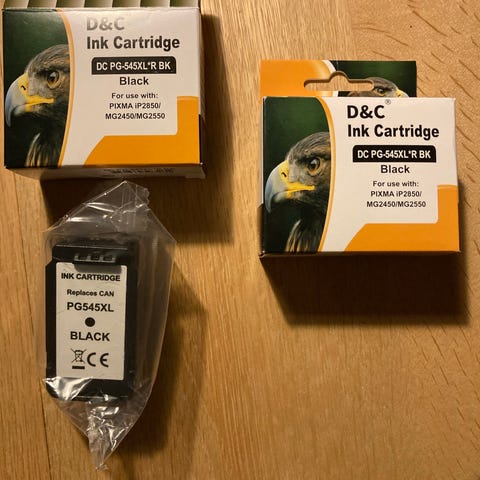 D&C
Ink Cartridge
DC PG-545XL*R BK
Black
For use with:
PIXMA iP2850/
MG2450/MG2550
D&C®
Ink Cartridge
DC PG-545XL*R BK
Black
For use with:
PIXMA iP2850/
MG2450/MG2550
INK CARTRIDGE
Replaces CAN
PG545XL
BLACK
CE